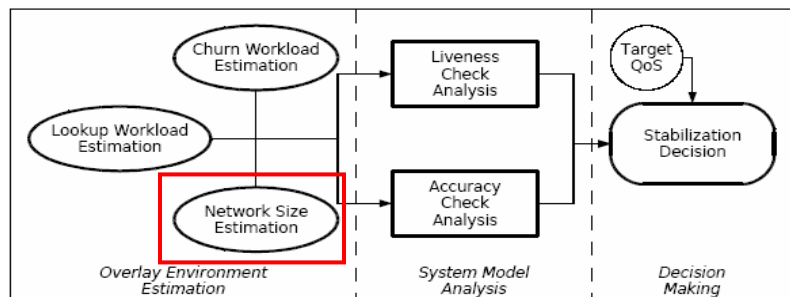 Churn Workload
Estimation
Lookup Workload
Estimation
Network Size
Estimation
Overlay Environment
Estimation
Liveness
Check
Analysis
Accuracy
Check
Analysis
System Model
Analysis
Target
QoS
Stabilization
Decision
Decision
Making